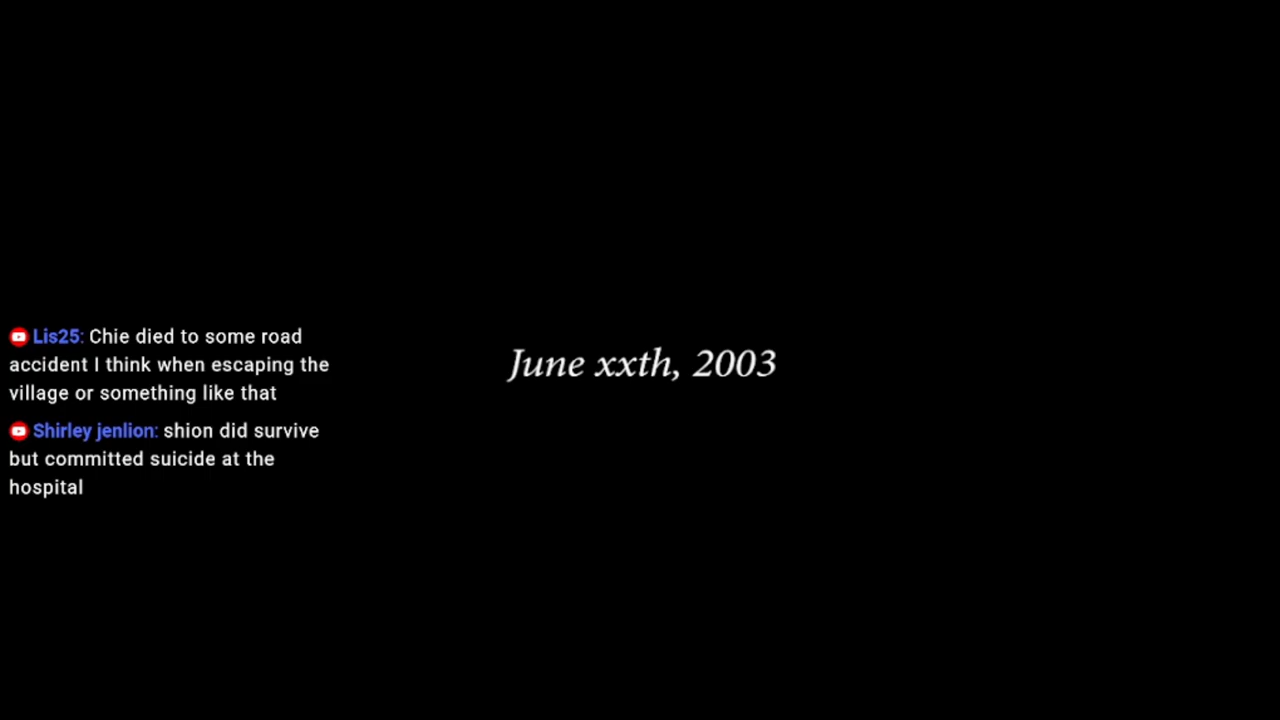 Lis25: Chie died to some road
accident I think when escaping the
village or something like that
Shirley jenlion: shion did survive
but committed suicide at the
hospital
June xxth, 2003